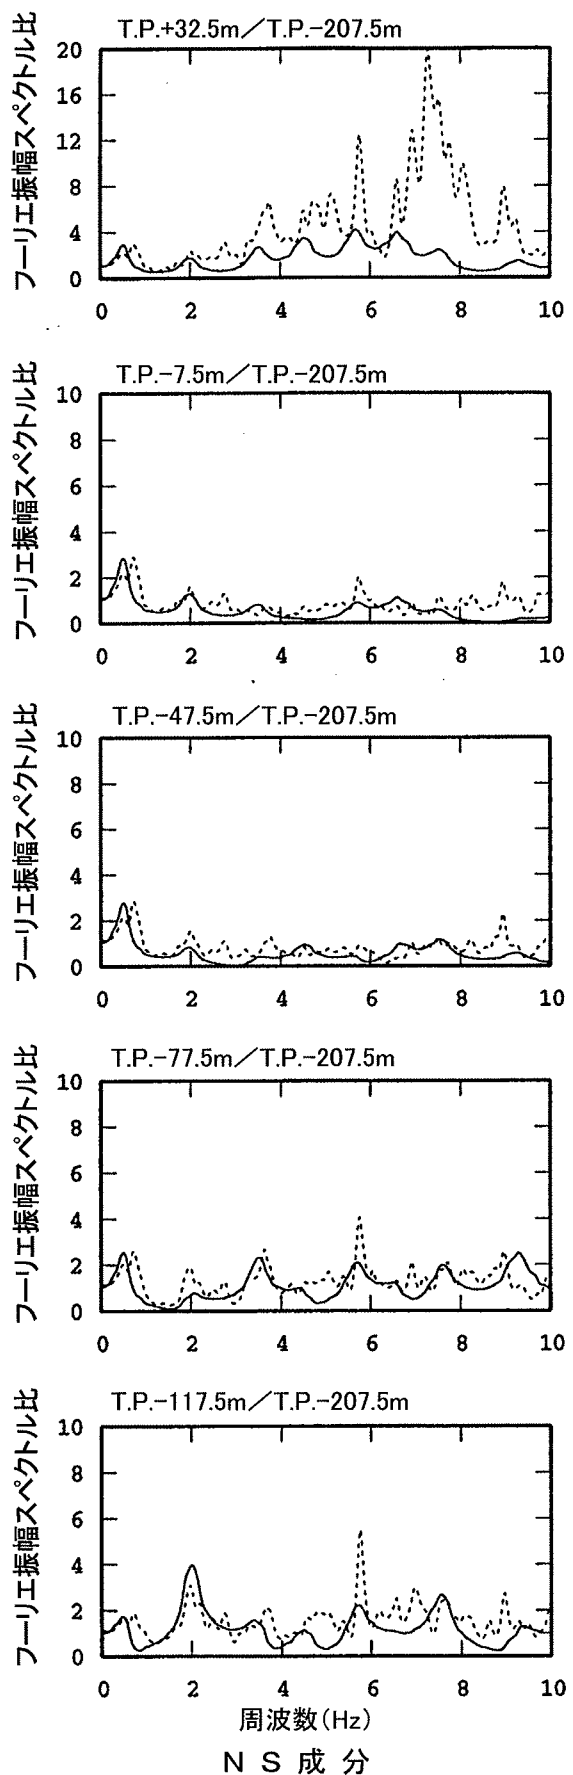 T.P.+32.5m／T.P.-207.5m
フーリエ振幅スペクトル比
20
16
12
8
4
0
0 2 4 6 8 10
T.P.-7.5m／T.P.-207.5m
フーリエ振幅スペクトル比
10
8
6
4
2
0
0 2 4 6 8 10
T.P.-47.5m／T.P.-207.5m
フーリエ振幅スペクトル比
10
8
6
4
2
0
0 2 4 6 8 10
T.P.-77.5m／T.P.-207.5m
フーリエ振幅スペクトル比
10
8
6
4
2
0
0 2 4 6 8 10
T.P.-117.5m／T.P.-207.5m
フーリエ振幅スペクトル比
10
8
6
4
2
0
0 2 4 6 8 10
周波数(Hz)
N S 成 分